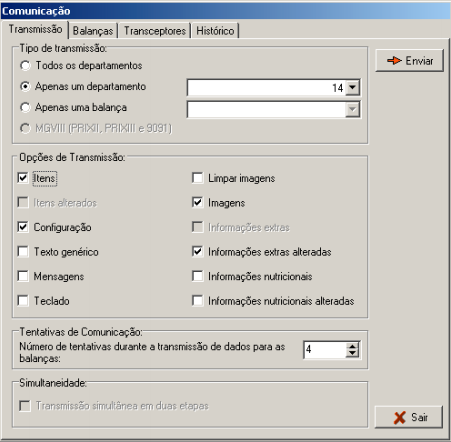 Comunicação
Transmissão Balanças Transceptores Histórico
Tipo de transmissão:
Todos os departamentos
Apenas um departamento 14
Apenas uma balança
MGVIII (PRIXII, PRIXIII e 9091)
Enviar
Opções de Transmissão:
Itens Limpar imagens
Itens alterados Imagens
Configuração Informações extras
Texto genérico Informações extras alteradas
Mensagens Informações nutricionais
Teclado Informações nutricionais alteradas
Tentativas de Comunicação:
Número de tentativas durante a transmissão de dados para as
balanças: 4
Simultaneidade:
Transmissão simultânea em duas etapas
Sair